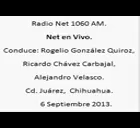 Radio Net 1060 AM.
Net en Vivo.
Conduce: Rogelio González Quiroz,
Ricardo Chávez Carbajal,
Alejandro Velasco.
Cd. Juárez, Chihuahua.
6 Septiembre 2013.